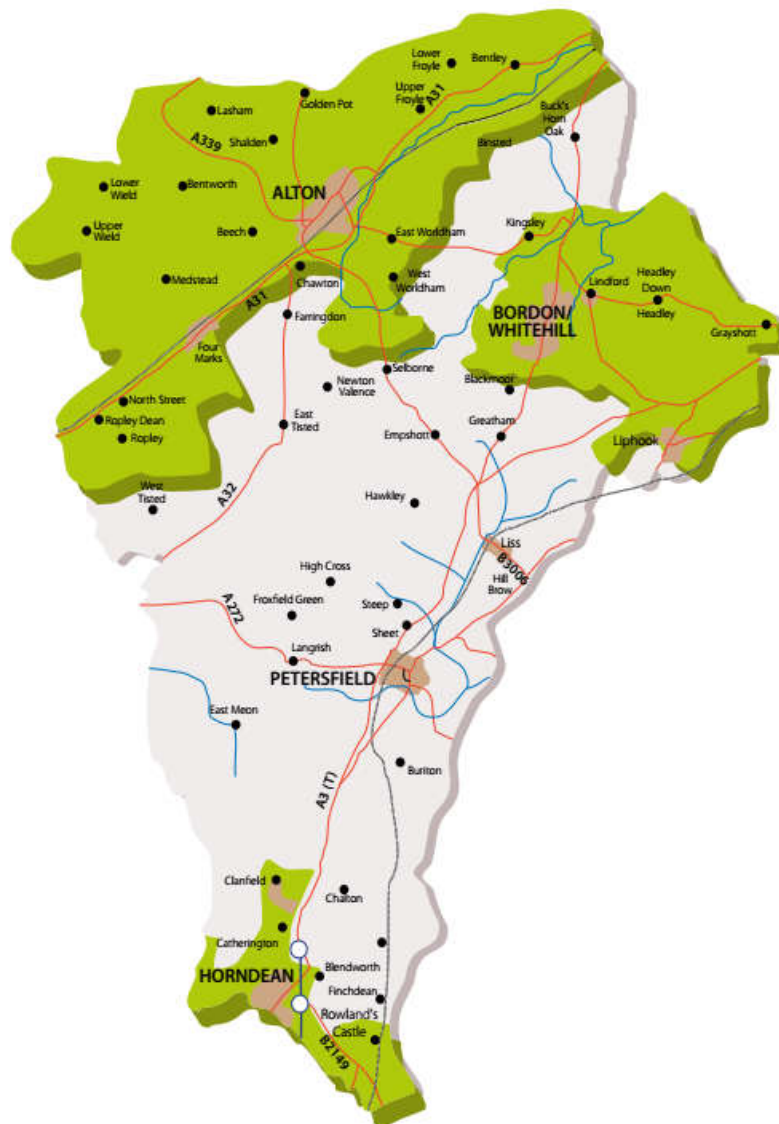 Lower
Froyle
Bentley
Golden Pot
Upper
Froyle
A31
Lasham
Buck's
Horn
Oak
A339
Shalden
Binsted
Lower
Wield
Bentworth
ALTON
Upper
Wield
Beech
East Worldham
Kingsley
Medstead
Chawton
West
Worldham
Lindford
Headley
Down
Headley
A31
Farringdon
BORDON/
WHITEHILL
Grayshott
Four
Marks
Selborne
Newton
Valence
Blackmoor
North Street
Ropley Dean
Ropley
East
Tisted
Empshott
Greatham
Liphook
West
Tisted
A32
Hawkley
Liss
B3006
High Cross
Hill
Brow
Froxfield Green
Steep
A272
Sheet
Langrish
PETERSFIELD
East Meon
Buriton
A3 (T)
Clanfield
Chalton
Catherington
HORNDEAN
Blendworth
Finchdean
Rowland's
Castle
B2149